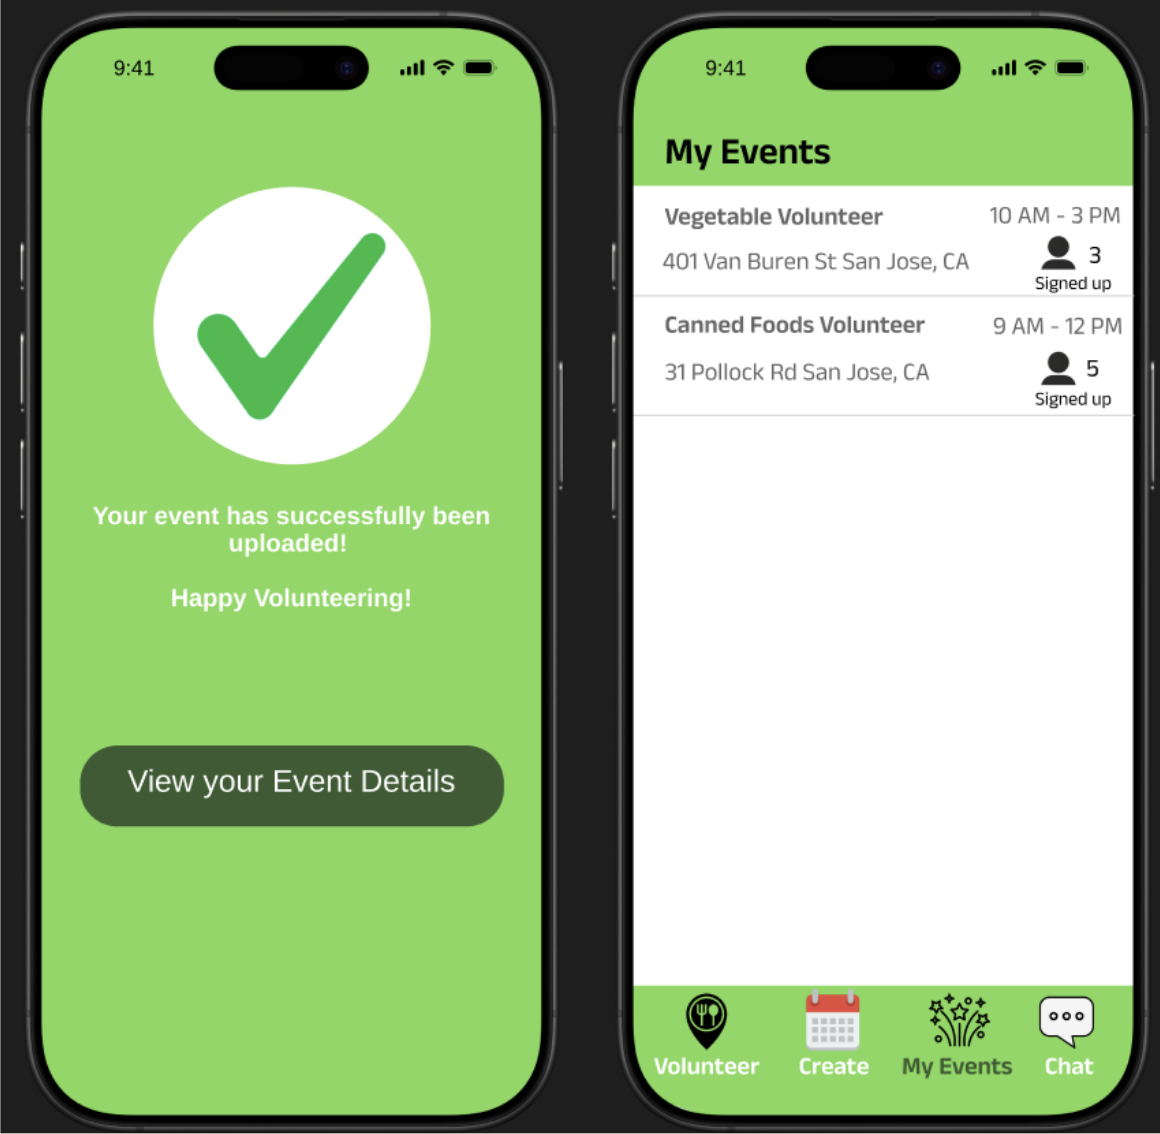 9:41
Your event has successfully been
uploaded!
Happy Volunteering!
View your Event Details
9:41
My Events
Vegetable Volunteer
10 AM - 3 PM
401 Van Buren St San Jose, CA
3
Signed up
Canned Foods Volunteer
9 AM - 12 PM
31 Pollock Rd San Jose, CA
5
Signed up
Volunteer
Create
My Events
Chat